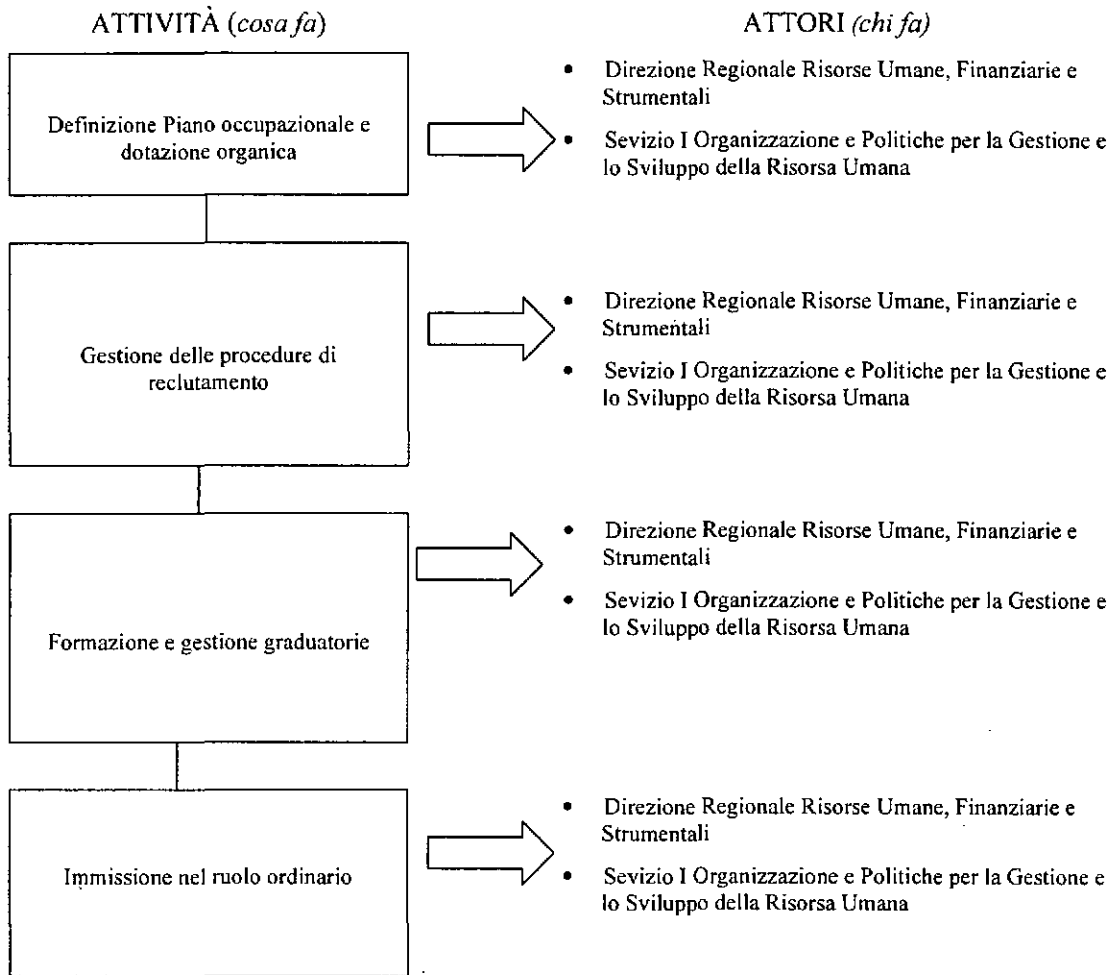 ATTIVITÀ (cosa fa)
ATTORI (chi fa)
Definizione Piano occupazionale e
dotazione organica
• Direzione Regionale Risorse Umane, Finanziarie e
Strumentali
• Sevizio I Organizzazione e Politiche per la Gestione e
lo Sviluppo della Risorsa Umana
Gestione delle procedure di
reclutamento
• Direzione Regionale Risorse Umane, Finanziarie e
Strumentali
• Sevizio I Organizzazione e Politiche per la Gestione e
lo Sviluppo della Risorsa Umana
Formazione e gestione graduatorie
• Direzione Regionale Risorse Umane, Finanziarie e
Strumentali
• Sevizio I Organizzazione e Politiche per la Gestione e
lo Sviluppo della Risorsa Umana
Immissione nel ruolo ordinario
• Direzione Regionale Risorse Umane, Finanziarie e
Strumentali
• Sevizio I Organizzazione e Politiche per la Gestione e
lo Sviluppo della Risorsa Umana